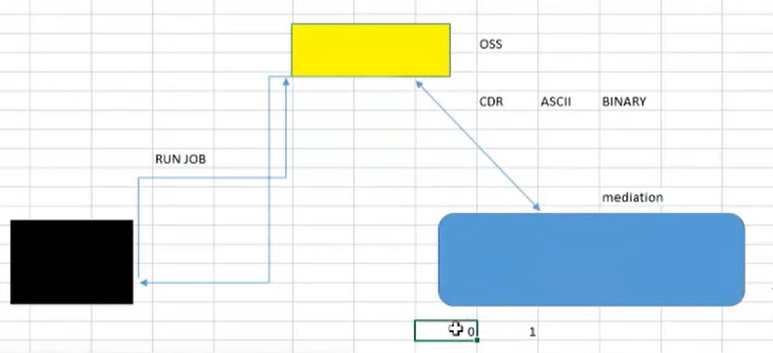 OSS
CDR ASCII BINARY
RUN JOB
mediation
0 1